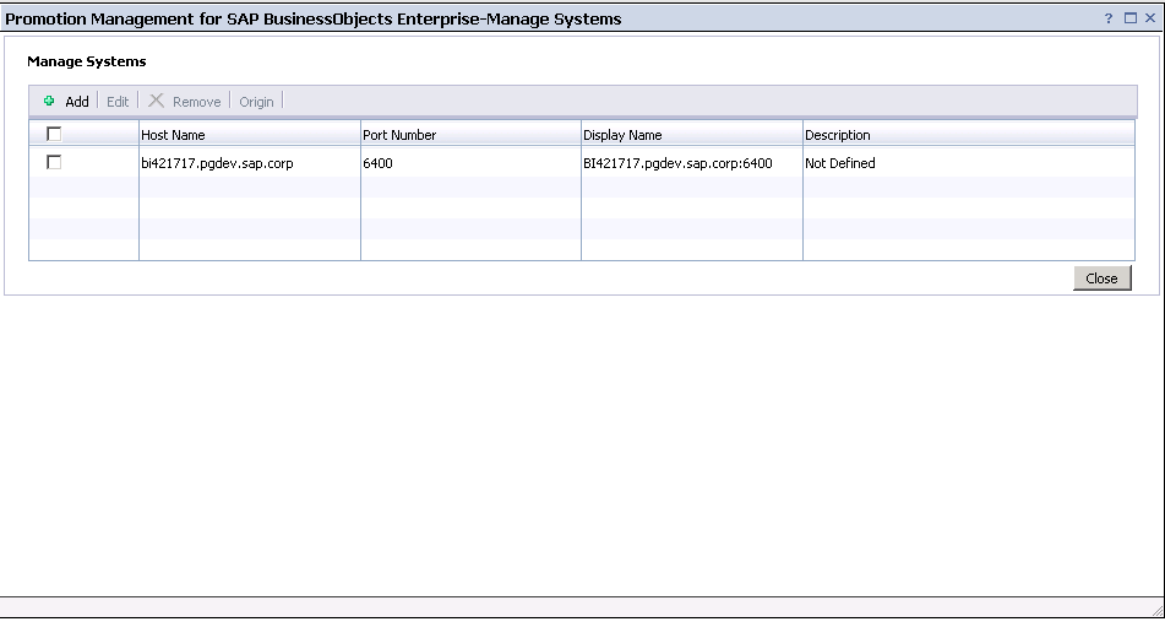 Promotion Management for SAP BusinessObjects Enterprise-Manage Systems ?
Manage Systems
Add Edit Remove Origin
Host Name Port Number Display Name Description
bi421717.pgdev.sap.corp 6400 BI421717.pgdev.sap.corp:6400 Not Defined
Close